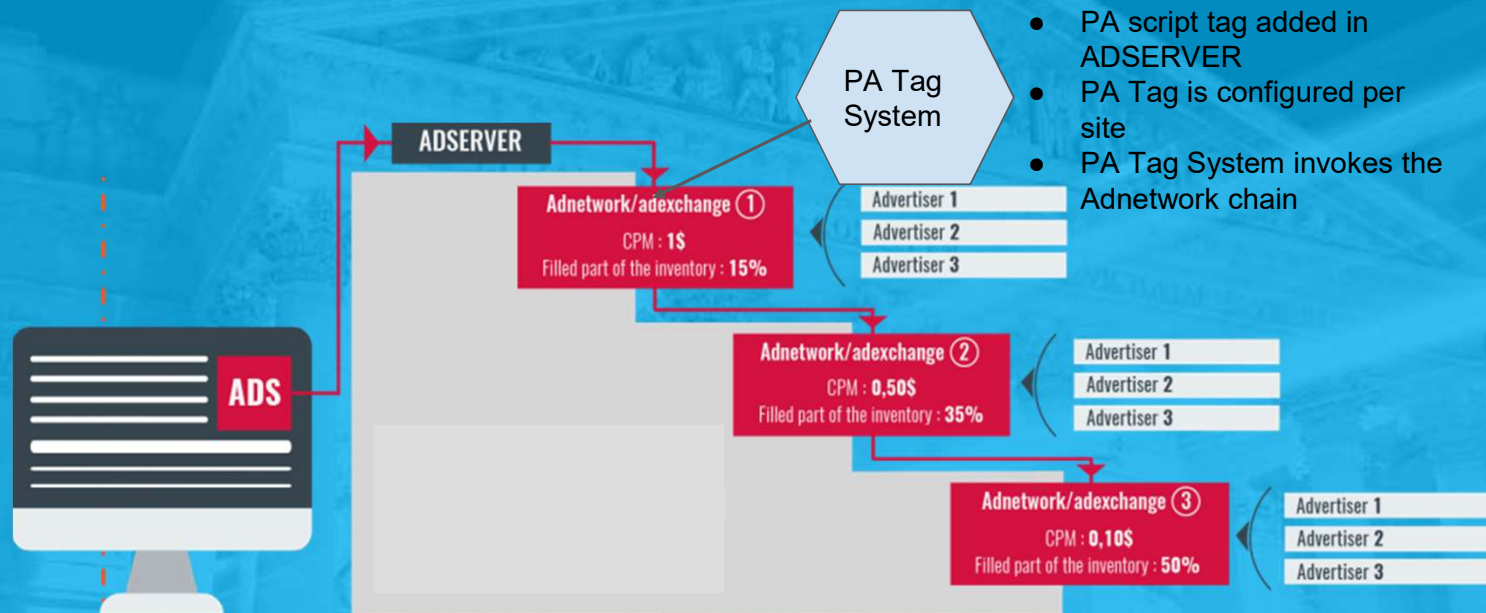 PA Tag
System
● PA script tag added in
ADSERVER
● PA Tag is configured per
site
● PA Tag System invokes the
Adnetwork chain
ADSERVER
Adnetwork/adexchange 1
CPM : 1$
Filled part of the inventory : 15%
Advertiser 1
Advertiser 2
Advertiser 3
ADS
Adnetwork/adexchange 2
CPM : 0,50$
Filled part of the inventory : 35%
Advertiser 1
Advertiser 2
Advertiser 3
Adnetwork/adexchange 3
CPM : 0,10$
Filled part of the inventory : 50%
Advertiser 1
Advertiser 2
Advertiser 3